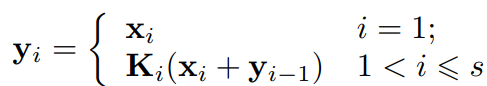 y_i = { x_i    i = 1;
K_i(x_i + y_{i−1})    1 < i ⩽ s